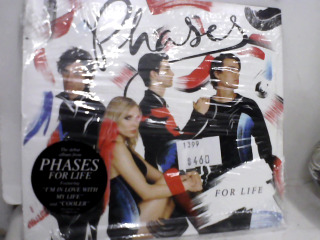 Phases
1399
$460
FOR LIFE
The debut
album from
PHASES
FOR LIFE
Featuring
"I'M IN LOVE WITH
MY LIFE"
and "COOLER"